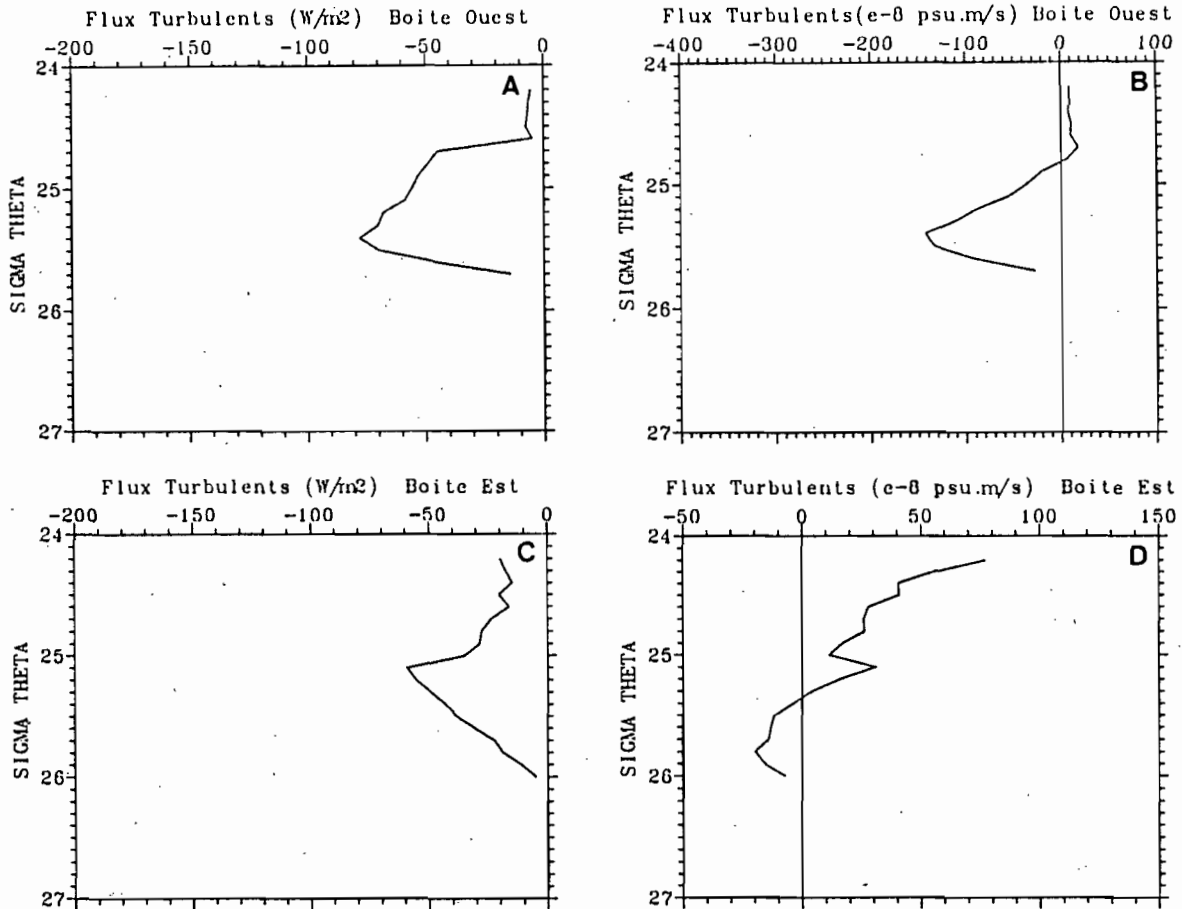 Flux Turbulents (W/m2) Boite Ouest
-200 -150 -100 -50 0
24
25
26
27
SIGMA THETA
A
Flux Turbulents(e-8 psu.m/s) Boite Ouest
-400 -300 -200 -100 0 100
24
25
26
27
SIGMA THETA
B
Flux Turbulents (W/m2) Boite Est
-200 -150 -100 -50 0
24
25
26
27
SIGMA THETA
C
Flux Turbulents (e-8 psu.m/s) Boite Est
-50 0 50 100 150
24
25
26
27
SIGMA THETA
D